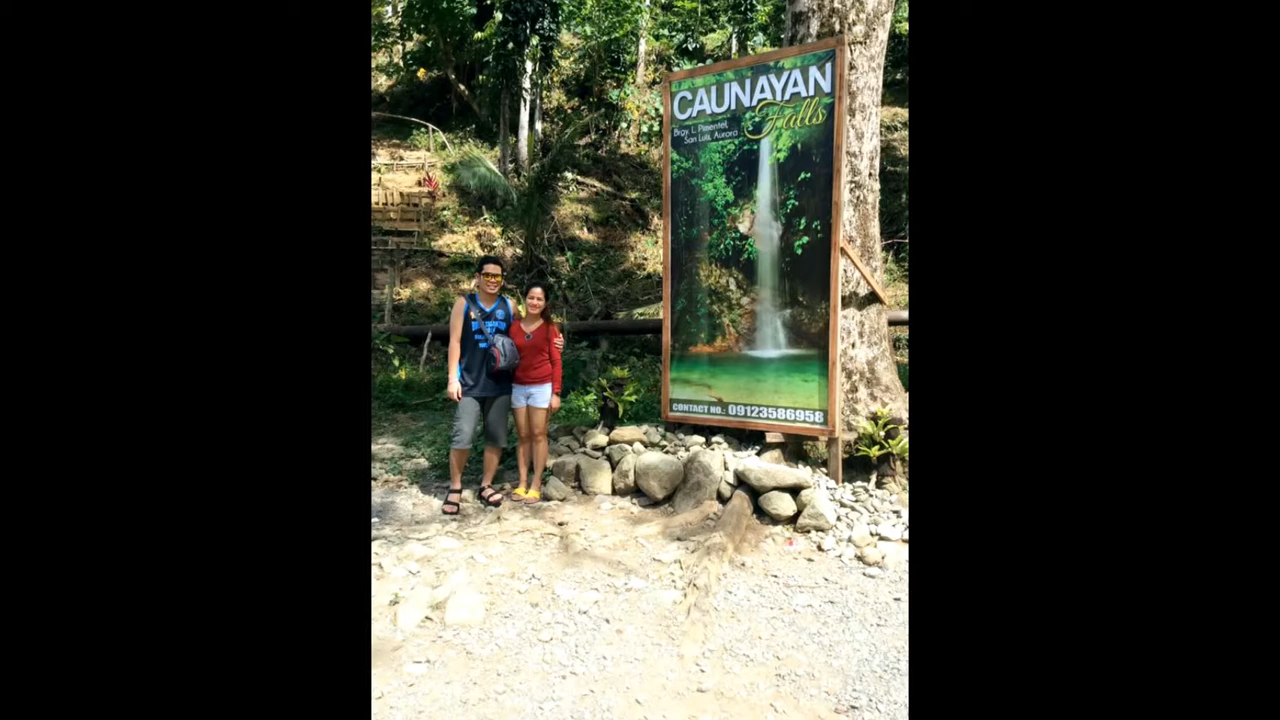 CAUNAYAN
Falls
Brgy. L. Pimentel,
San Luis, Aurora
CONTACT NO.: 09123586958